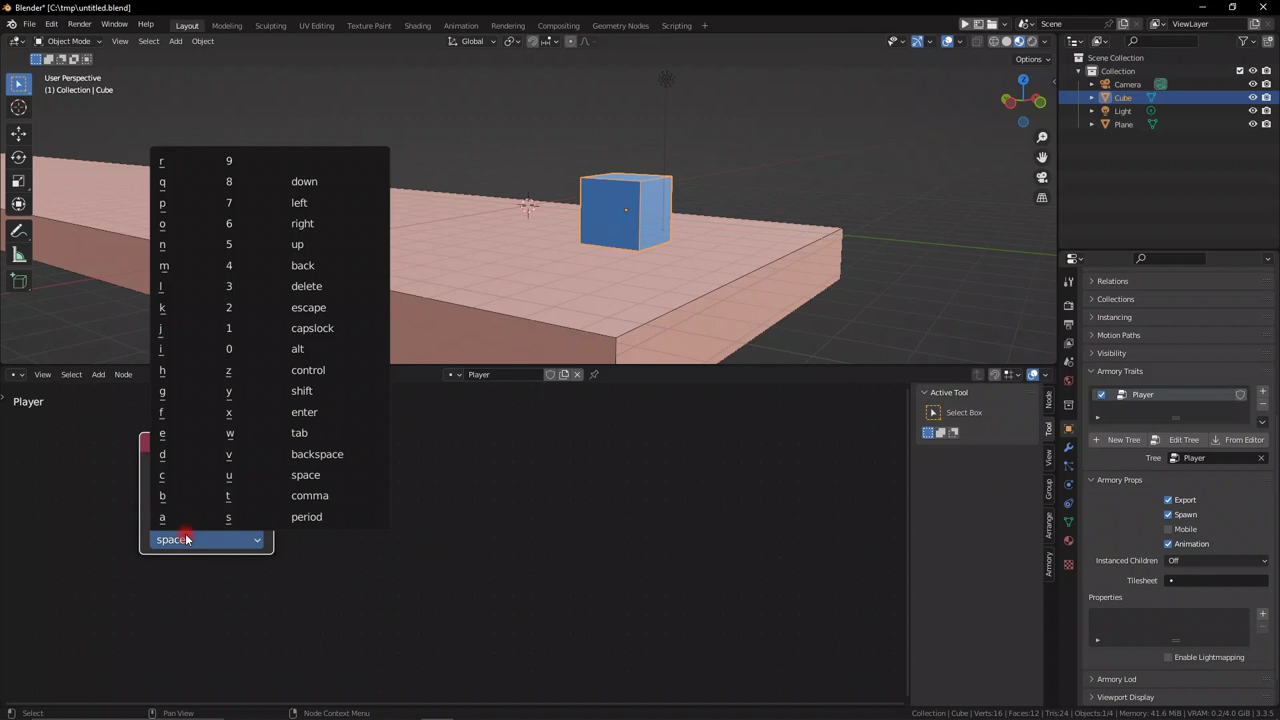 Blender* [C:\tmp\untitled.blend]
File Edit Render Window Help Layout Modeling Sculpting UV Editing Texture Paint Shading Animation Rendering Compositing Geometry Nodes Scripting + Scene ViewLayer
Object Mode View Select Add Object Global
Options
User Perspective
(1) Collection | Cube
Z
Scene Collection
Collection
Camera
Cube
Light
Plane
r 9
q 8 down
p 7 left
o 6 right
n 5 up
m 4 back
l 3 delete
k 2 escape
j 1 capslock
i 0 alt
h z control
g y shift
f x enter
e w tab
d v backspace
c u space
b t comma
a s period
space
View Select Add Node Player
Player
Active Tool
Select Box
Node
Tool
View
Group
Arrange
Armory
Relations
Collections
Instancing
Motion Paths
Visibility
Armory Traits
Player
New Tree Edit Tree From Editor
Tree Player
Armory Props
Export
Spawn
Mobile
Animation
Instanced Children Off
Tilesheet
Properties
Enable Lightmapping
Armory Lod
Viewport Display
Select Pan View Node Context Menu Collection | Cube | Verts:16 | Faces:12 | Tris:24 | Objects:1/4 | Memory: 41.6 MiB | VRAM: 0.2/4.0 GiB | 3.3.5